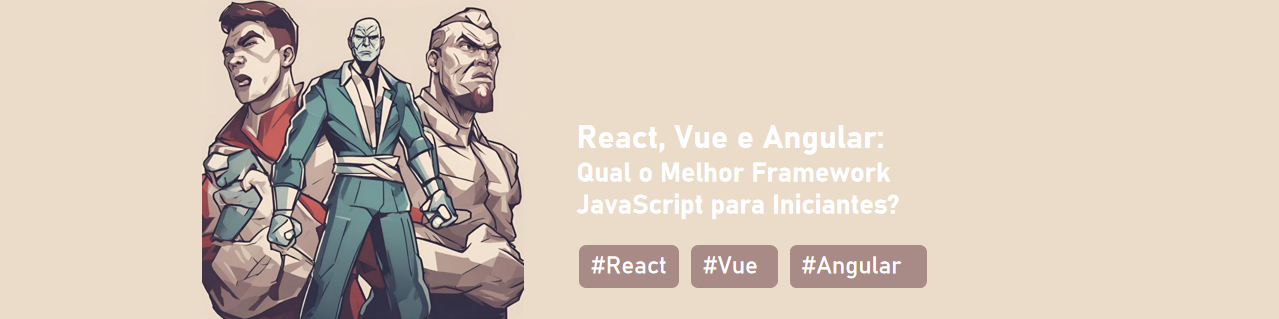 React, Vue e Angular:
Qual o Melhor Framework
JavaScript para Iniciantes?
#React #Vue #Angular